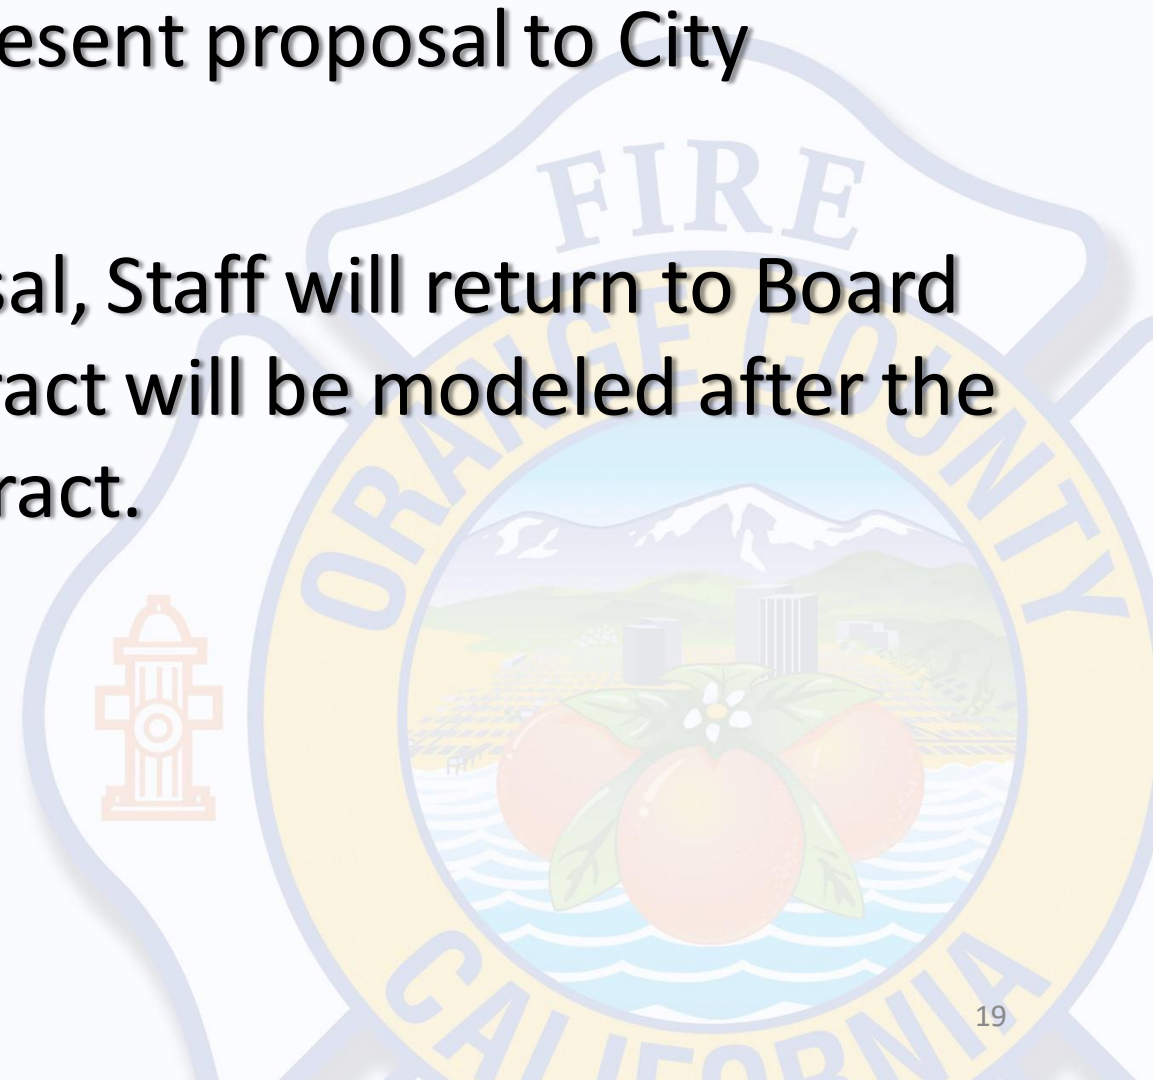 esent proposal to City
FIRE
sal, Staff will return to Board
ORANGE COUNTY
ract will be modeled after the
ract.
CALIFORNIA
19